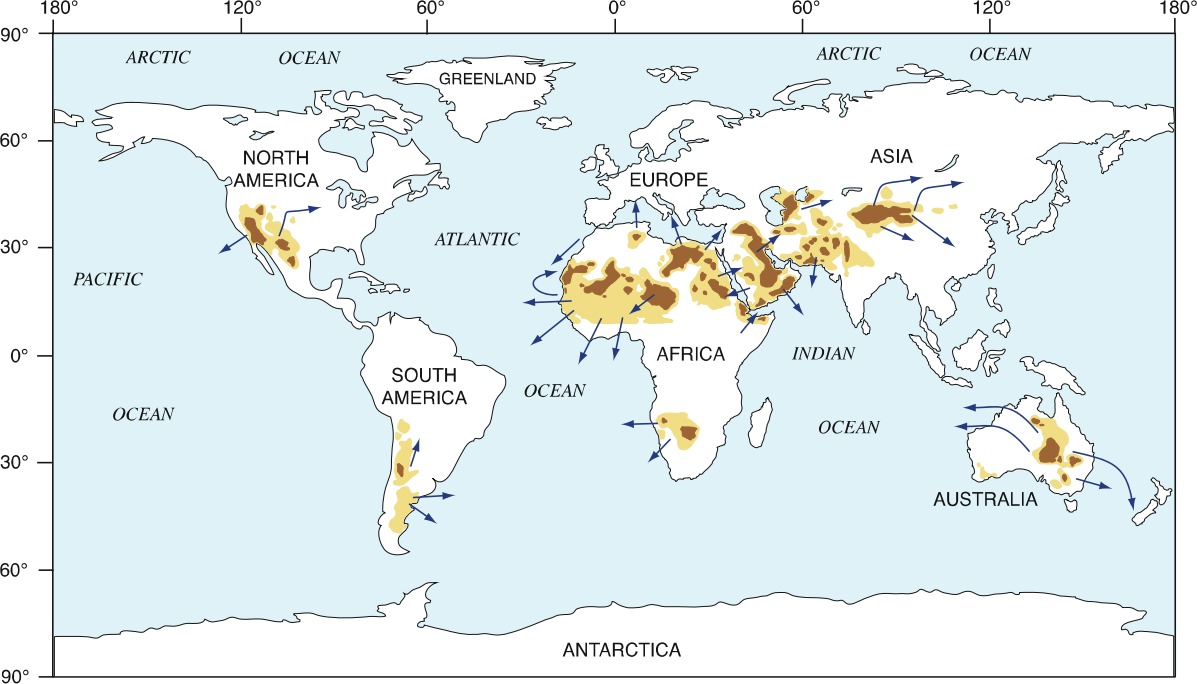 180° 120° 60° 0° 60° 120° 180°
90°
ARCTIC OCEAN ARCTIC OCEAN
GREENLAND
60°
NORTH
AMERICA
ASIA
EUROPE
ATLANTIC
30°
PACIFIC
0°
AFRICA
INDIAN
SOUTH
AMERICA
OCEAN
OCEAN
OCEAN
30°
AUSTRALIA
60°
ANTARCTICA
90°